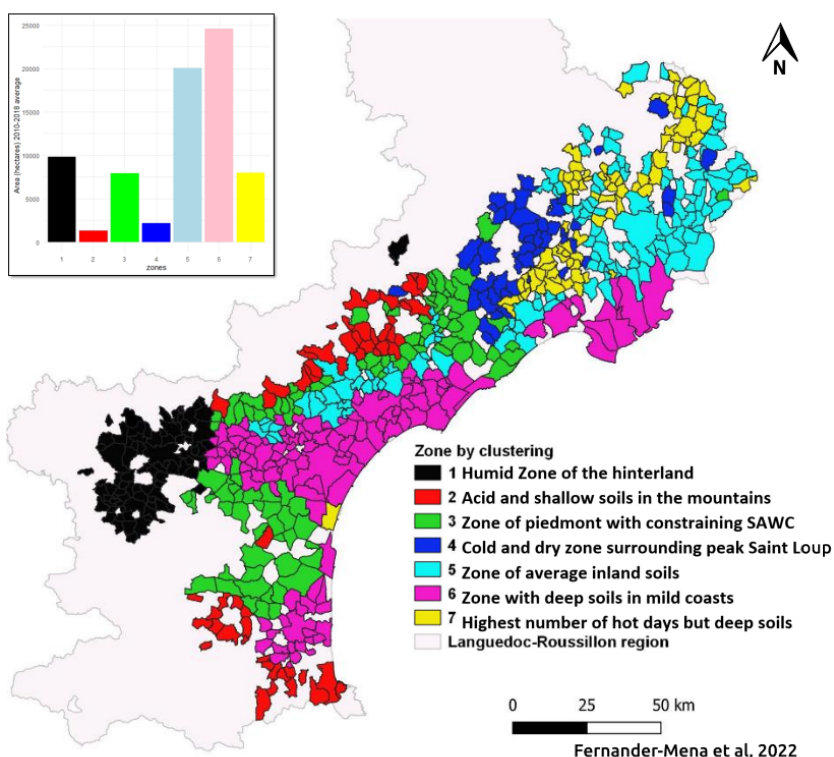 25000
20000
15000
10000
5000
0
Area (hectares) 2010-2018 average
1 2 3 4 5 6 7
zones
N
Zone by clustering
1 Humid Zone of the hinterland
2 Acid and shallow soils in the mountains
3 Zone of piedmont with constraining SAWC
4 Cold and dry zone surrounding peak Saint Loup
5 Zone of average inland soils
6 Zone with deep soils in mild coasts
7 Highest number of hot days but deep soils
Languedoc-Roussillon region
0 25 50 km
Fernander-Mena et al, 2022